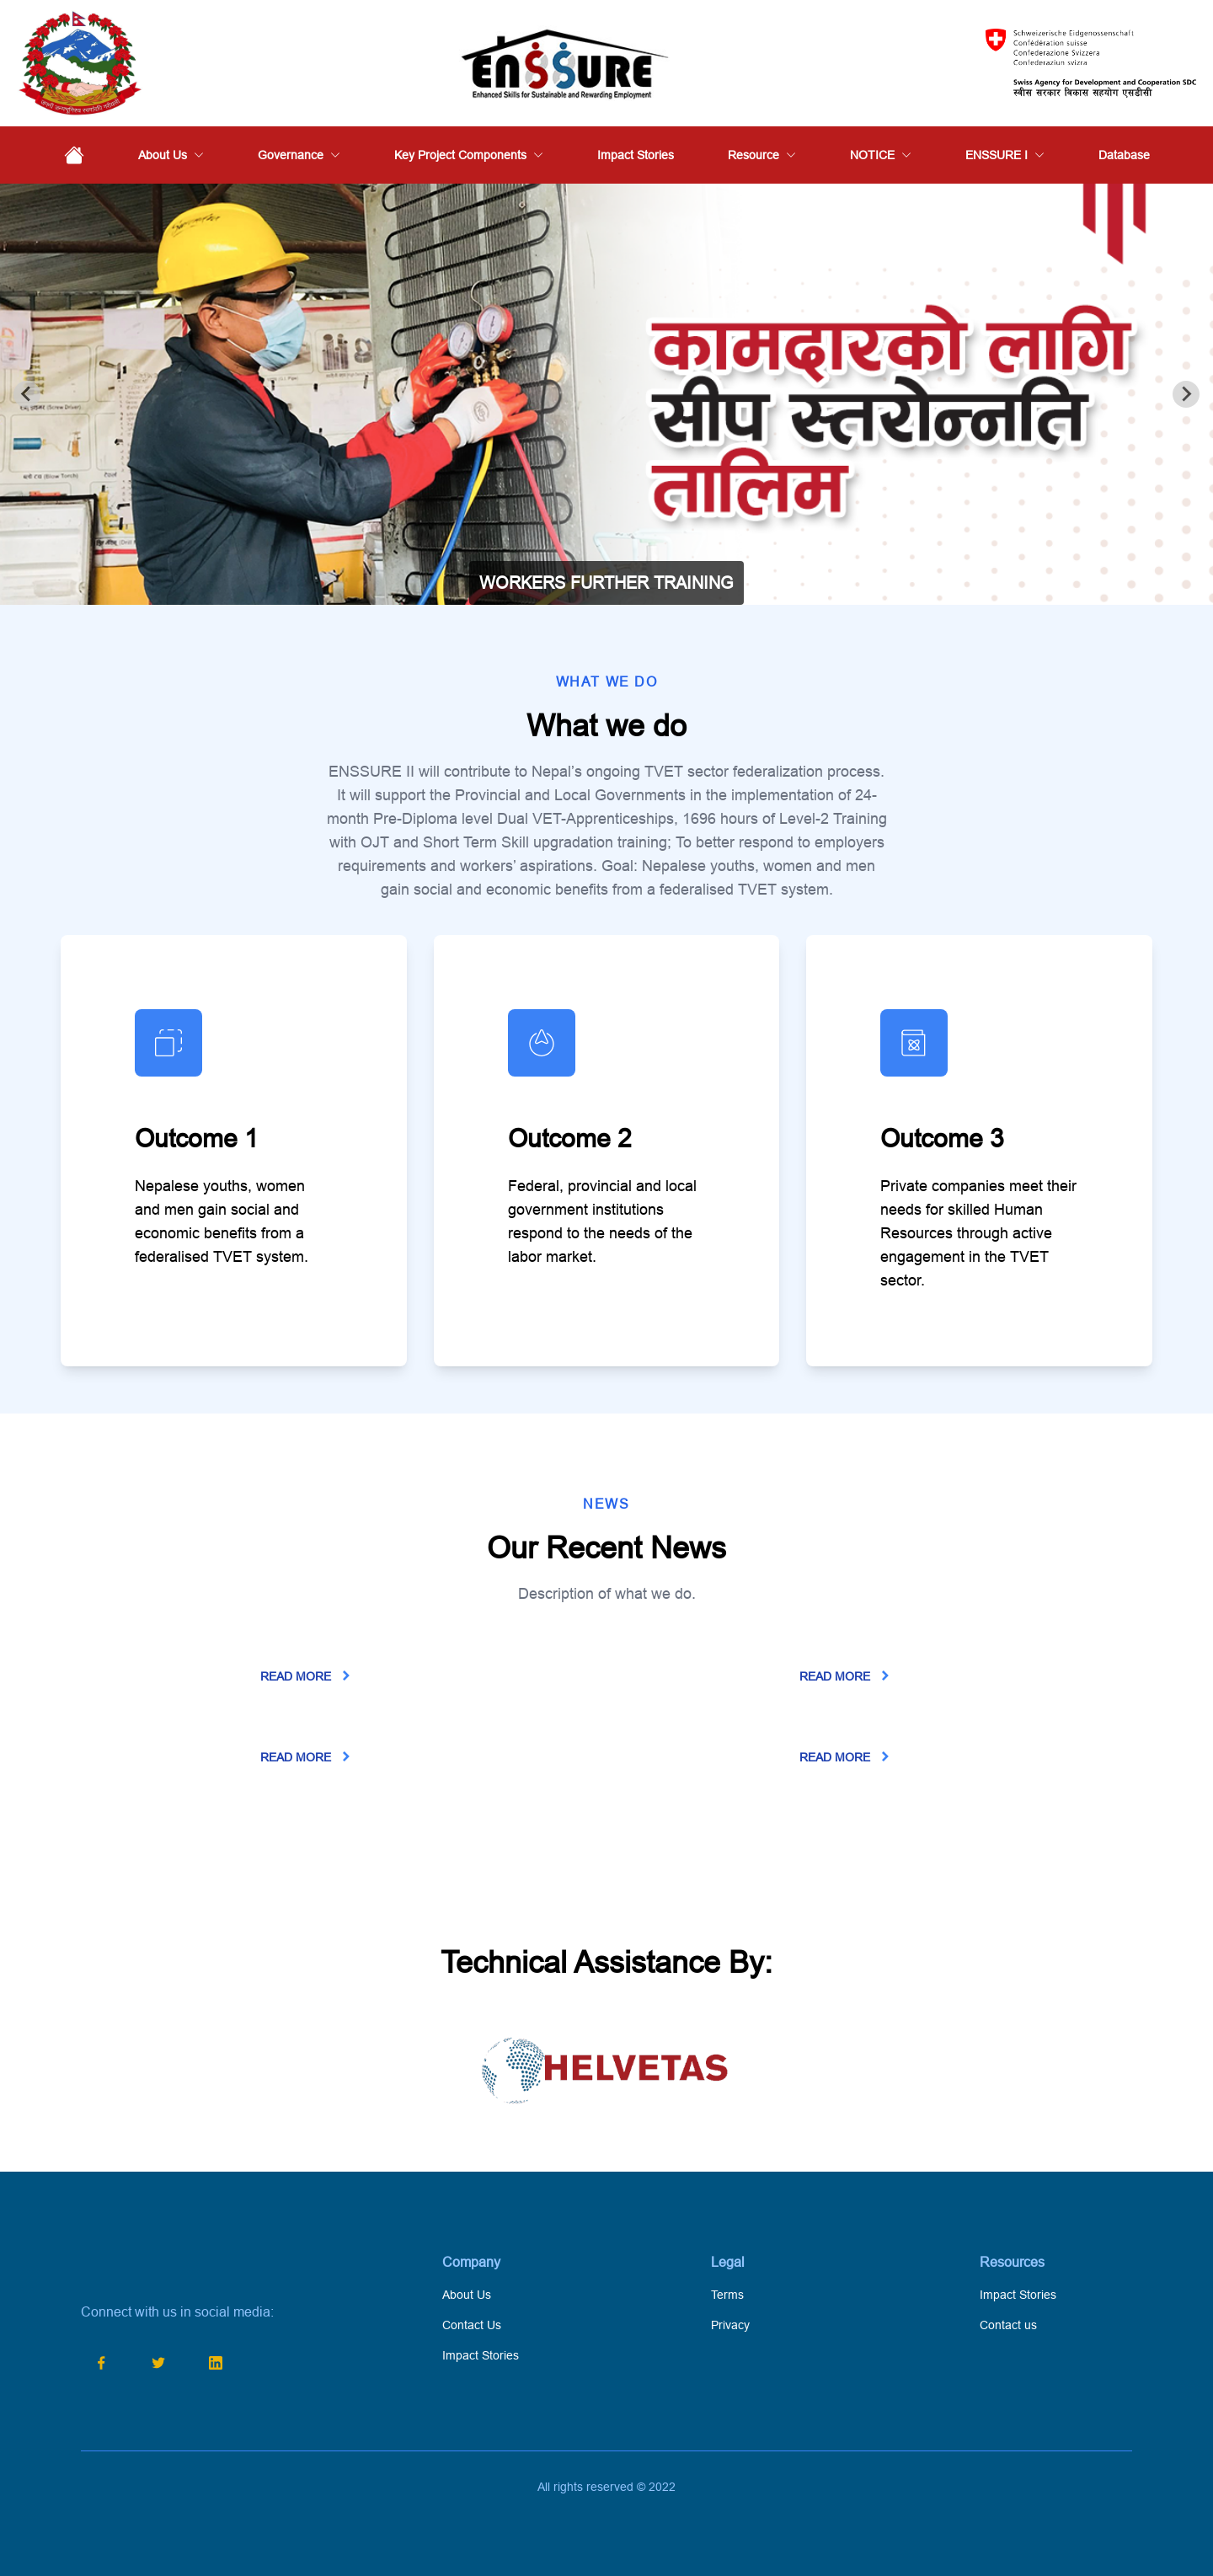 enSSURE
Enhanced Skills for Sustainable and Rewarding Employment
Schweizerische Eidgenossenschaft
Confédération suisse
Confederazione Svizzera
Confederaziun svizra
Swiss Agency for Development and Cooperation SDC
स्वीस सरकार विकास सहयोग एसडीसी
About Us
Governance
Key Project Components
Impact Stories
Resource
NOTICE
ENSSURE I
Database
कामदारको लागि
सीप स्तरोन्नति
तालिम
WORKERS FURTHER TRAINING
WHAT WE DO
What we do
ENSSURE II will contribute to Nepal's ongoing TVET sector federalization process.
It will support the Provincial and Local Governments in the implementation of 24-
month Pre-Diploma level Dual VET-Apprenticeships, 1696 hours of Level-2 Training
with OJT and Short Term Skill upgradation training; To better respond to employers
requirements and workers' aspirations. Goal: Nepalese youths, women and men
gain social and economic benefits from a federalised TVET system.
Outcome 1
Nepalese youths, women
and men gain social and
economic benefits from a
federalised TVET system.
Outcome 2
Federal, provincial and local
government institutions
respond to the needs of the
labor market.
Outcome 3
Private companies meet their
needs for skilled Human
Resources through active
engagement in the TVET
sector.
NEWS
Our Recent News
Description of what we do.
READ MORE
READ MORE
READ MORE
READ MORE
Technical Assistance By:
HELVETAS
Connect with us in social media:
Company
About Us
Contact Us
Impact Stories
Legal
Terms
Privacy
Resources
Impact Stories
Contact us
All rights reserved © 2022